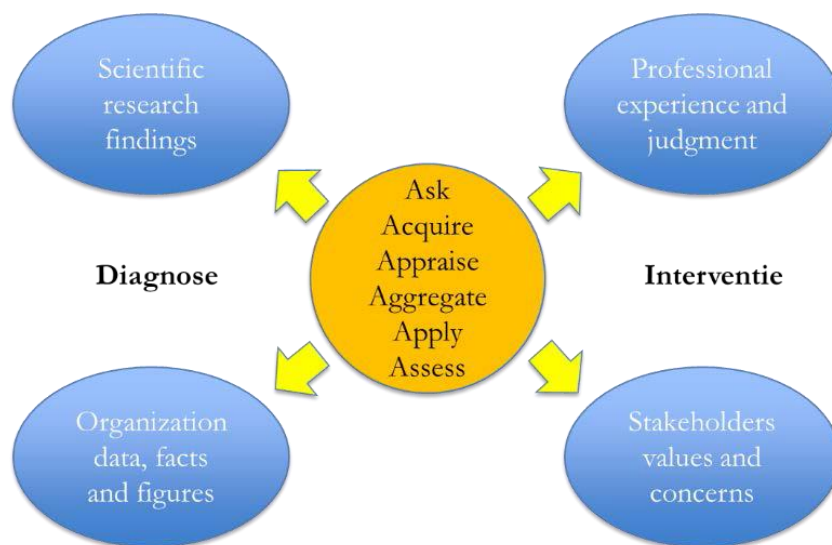 Scientific
research
findings
Professional
experience and
judgment
Ask
Acquire
Appraise
Aggregate
Apply
Assess
Diagnose
Interventie
Organization
data, facts
and figures
Stakeholders
values and
concerns